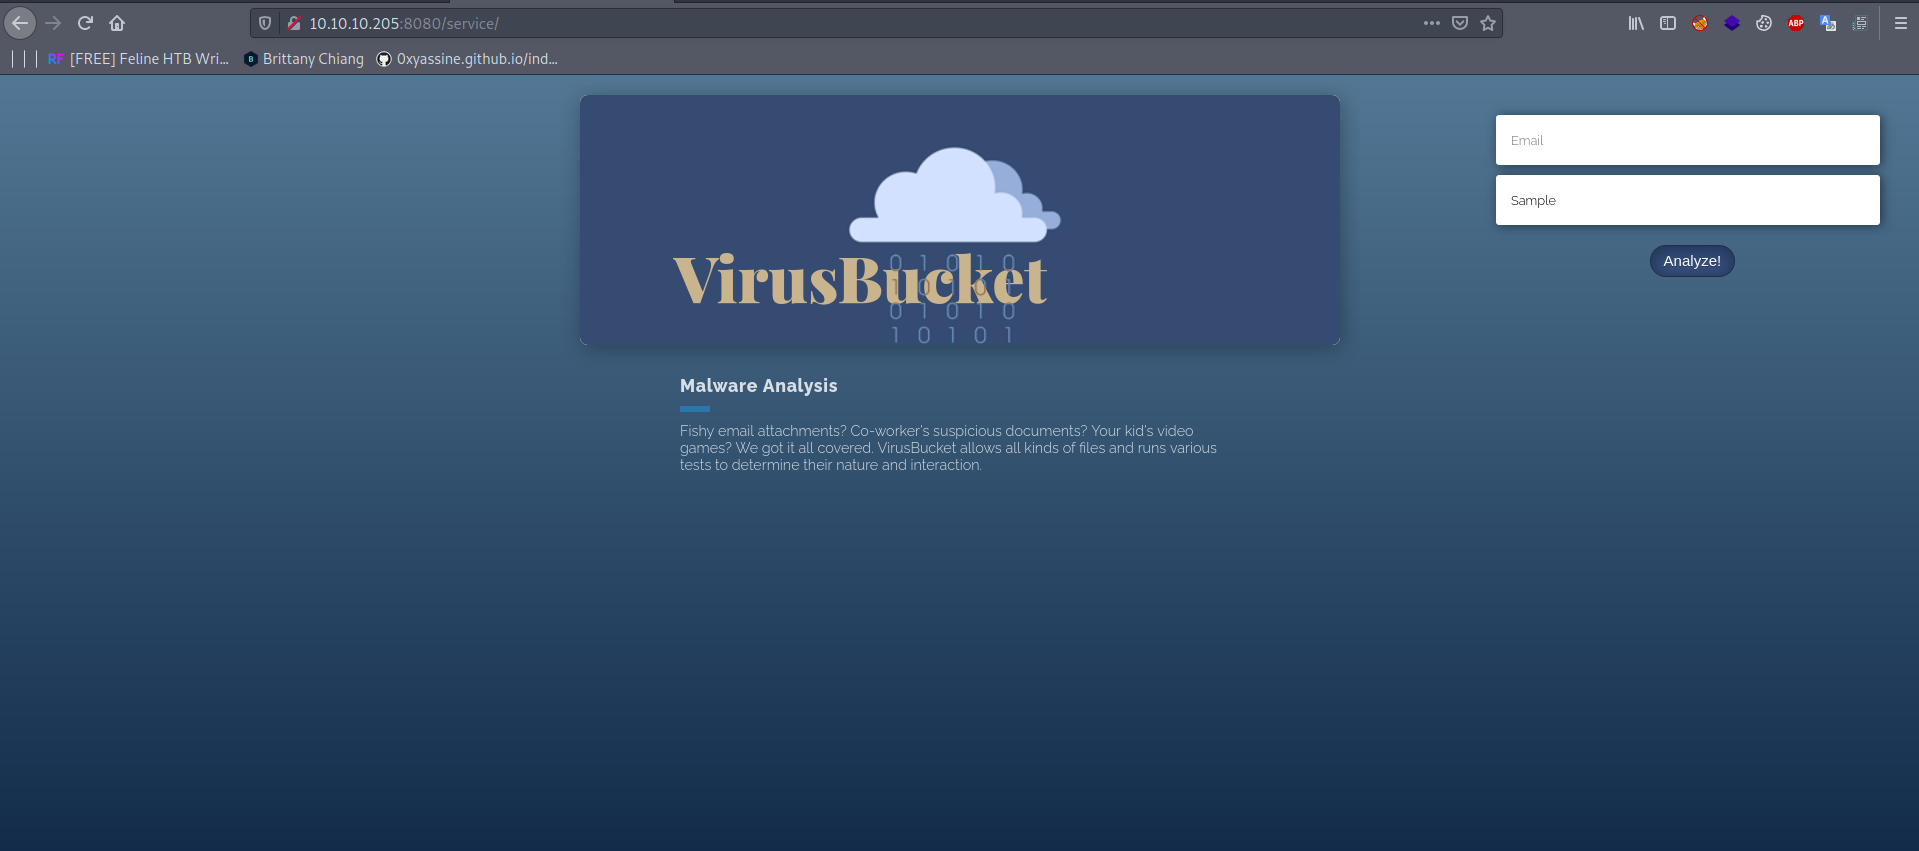 10.10.10.205:8080/service/
ABP
RF [FREE] Feline HTB Wri...
B Brittany Chiang
0xyassine.github.io/ind...
Email
Sample
Analyze!
VirusBucket
0 1 0 1 0
1 0 1 0 1
0 1 0 1 0
1 0 1 0 1
Malware Analysis
Fishy email attachments? Co-worker's suspicious documents? Your kid's video
games? We got it all covered. VirusBucket allows all kinds of files and runs various
tests to determine their nature and interaction.